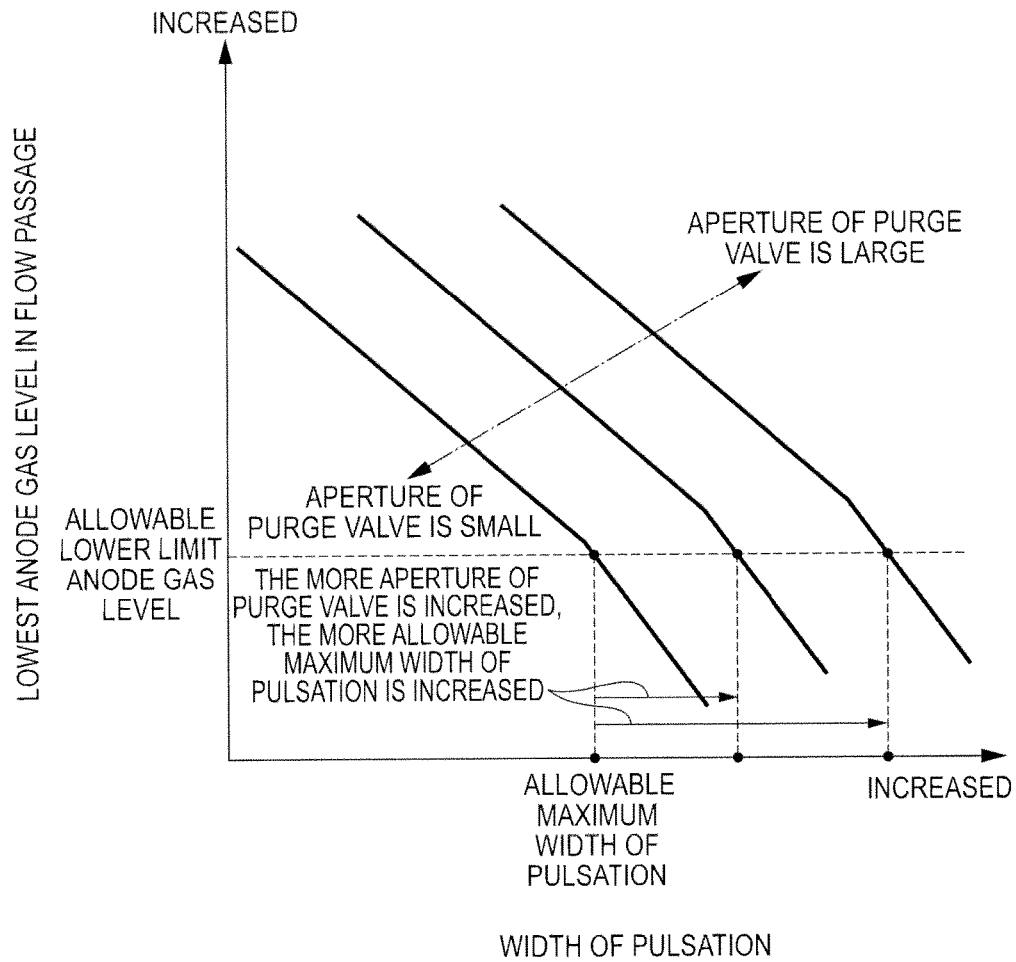 INCREASED
LOWEST ANODE GAS LEVEL IN FLOW PASSAGE
APERTURE OF PURGE
VALVE IS LARGE
APERTURE OF
PURGE VALVE IS SMALL
ALLOWABLE
LOWER LIMIT
ANODE GAS
LEVEL
THE MORE APERTURE OF
PURGE VALVE IS INCREASED,
THE MORE ALLOWABLE
MAXIMUM WIDTH OF
PULSATION IS INCREASED
ALLOWABLE
MAXIMUM
WIDTH OF
PULSATION
INCREASED
WIDTH OF PULSATION